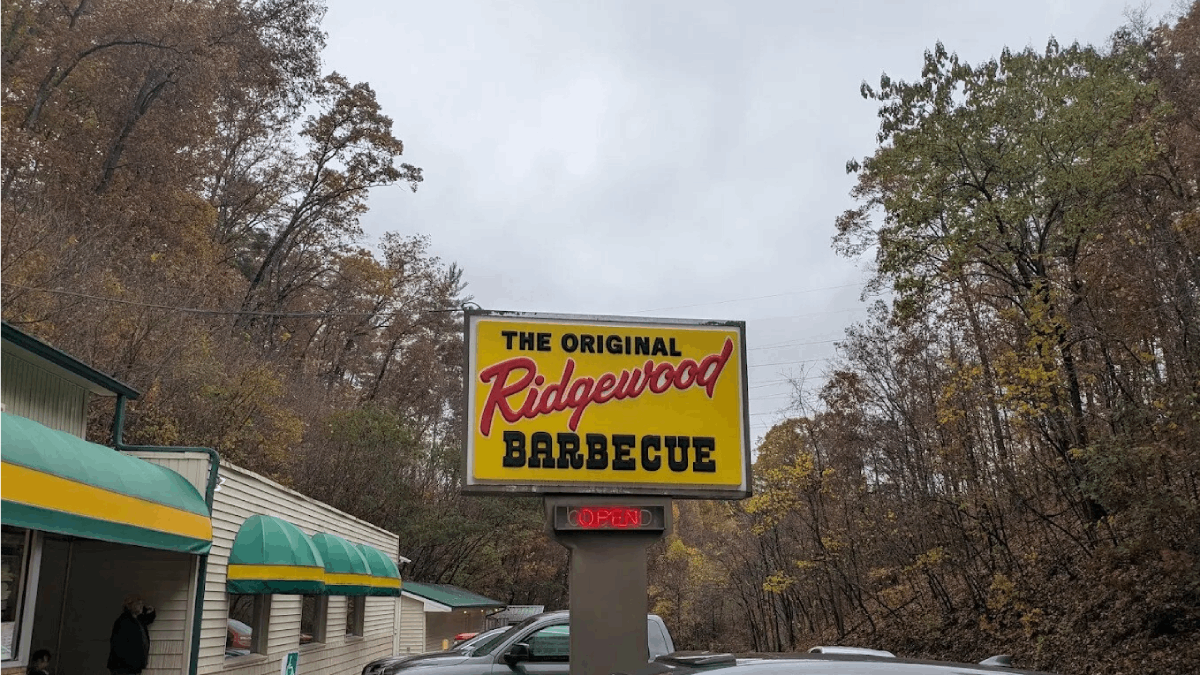 THE ORIGINAL
Ridgewood
BARBECUE
OPEN